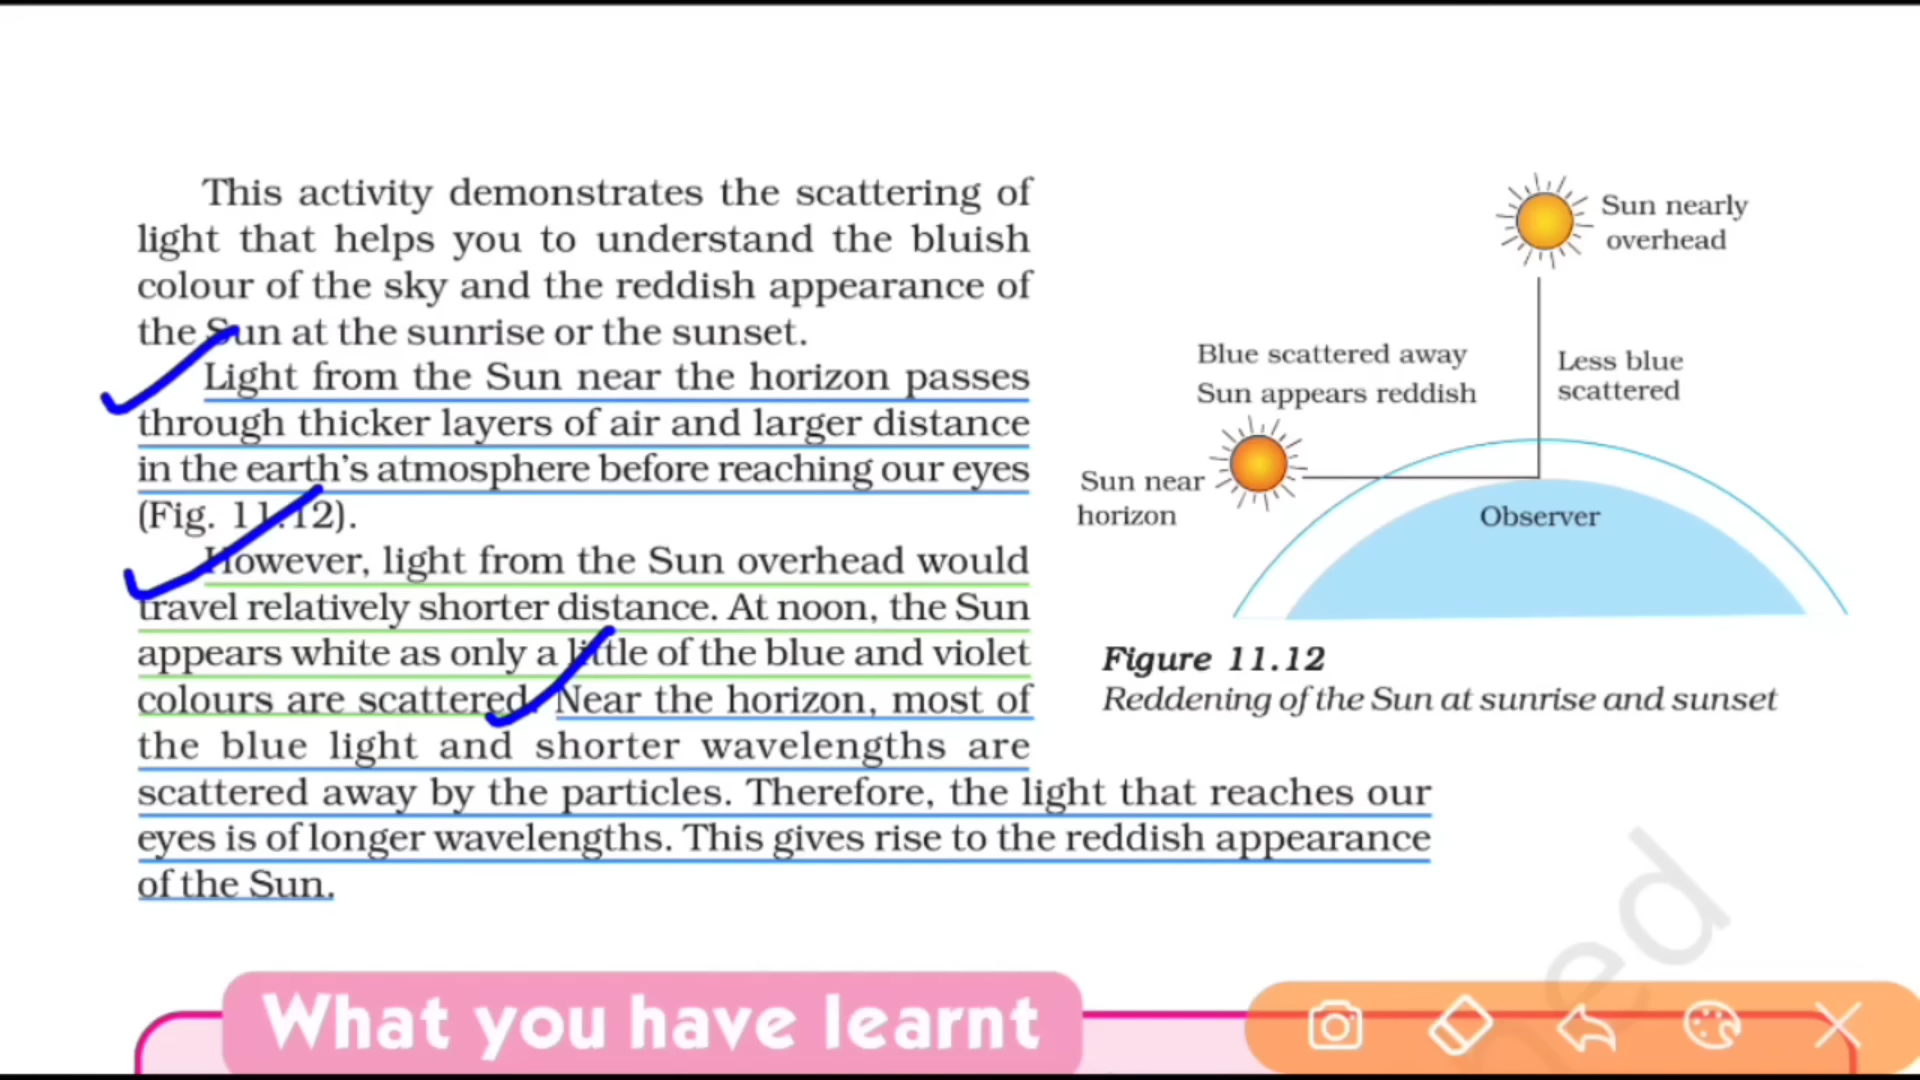 This activity demonstrates the scattering of
light that helps you to understand the bluish
colour of the sky and the reddish appearance of
the Sun at the sunrise or the sunset.
Light from the Sun near the horizon passes
through thicker layers of air and larger distance
in the earth's atmosphere before reaching our eyes
(Fig. 11.12).
However, light from the Sun overhead would
travel relatively shorter distance. At noon, the Sun
appears white as only a little of the blue and violet
colours are scattered. Near the horizon, most of
the blue light and shorter wavelengths are
scattered away by the particles. Therefore, the light that reaches our
eyes is of longer wavelengths. This gives rise to the reddish appearance
of the Sun.
Sun nearly
overhead
Blue scattered away
Sun appears reddish
Less blue
scattered
Sun near
horizon
Observer
Figure 11.12
Reddening of the Sun at sunrise and sunset
What you have learnt